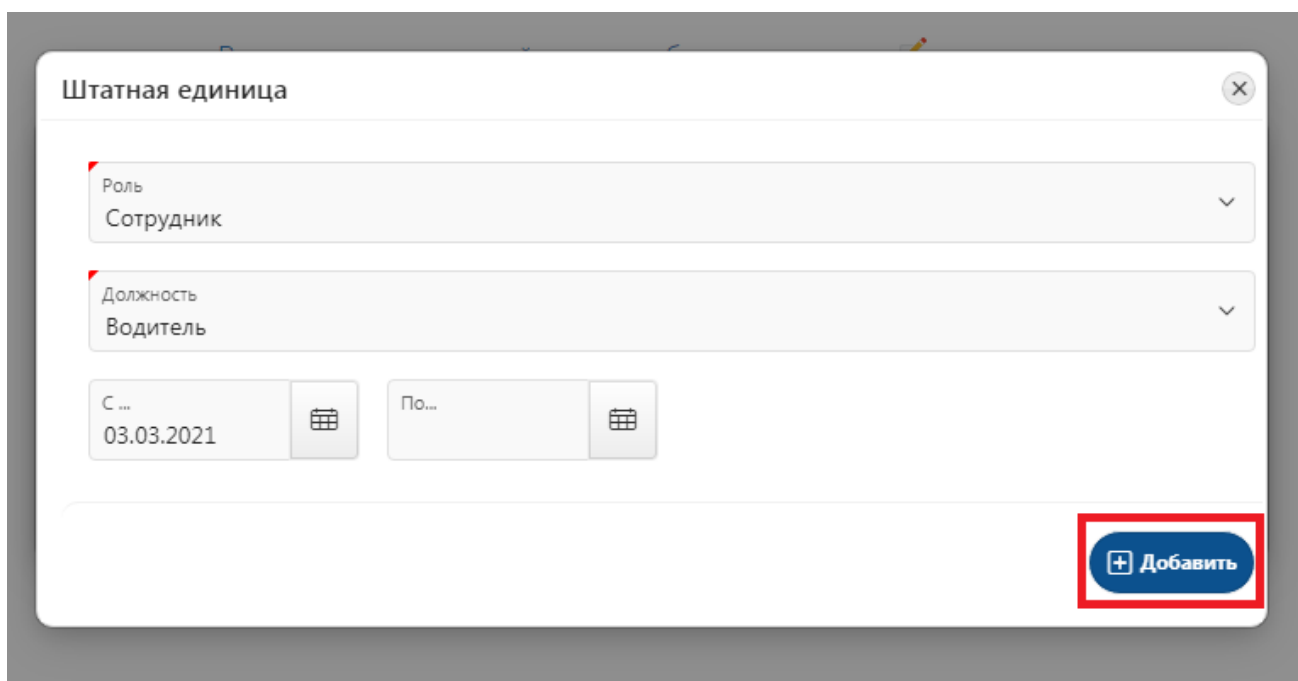 Штатная единица
Роль
Сотрудник
Должность
Водитель
С ...
03.03.2021
По...
Добавить